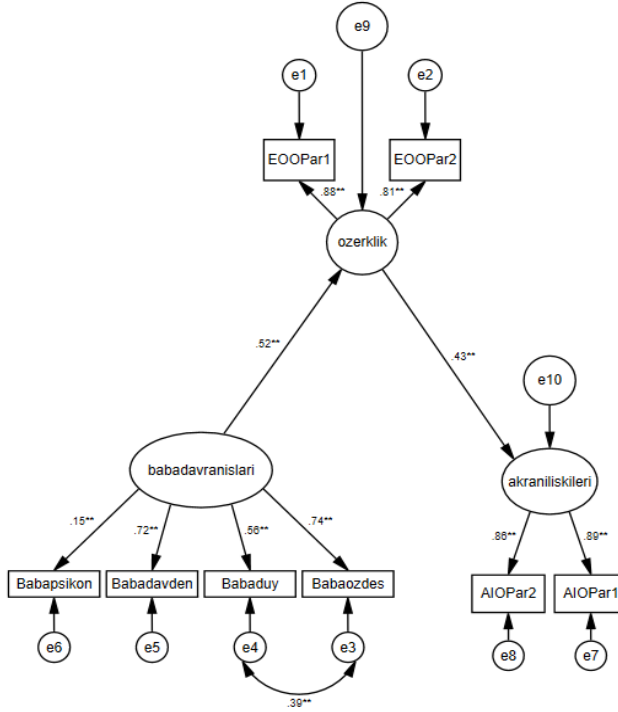 e9
e1
e2
EOOPar1
EOOPar2
.88**
.81**
ozerklik
.52**
.43**
e10
babadavranislari
akraniliskileri
.15**
.72**
.56**
.74**
.86**
.89**
Babapsikon
Babadavden
Babaduy
Babaozdes
AIOPar2
AIOPar1
e6
e5
e4
e3
e8
e7
.39**